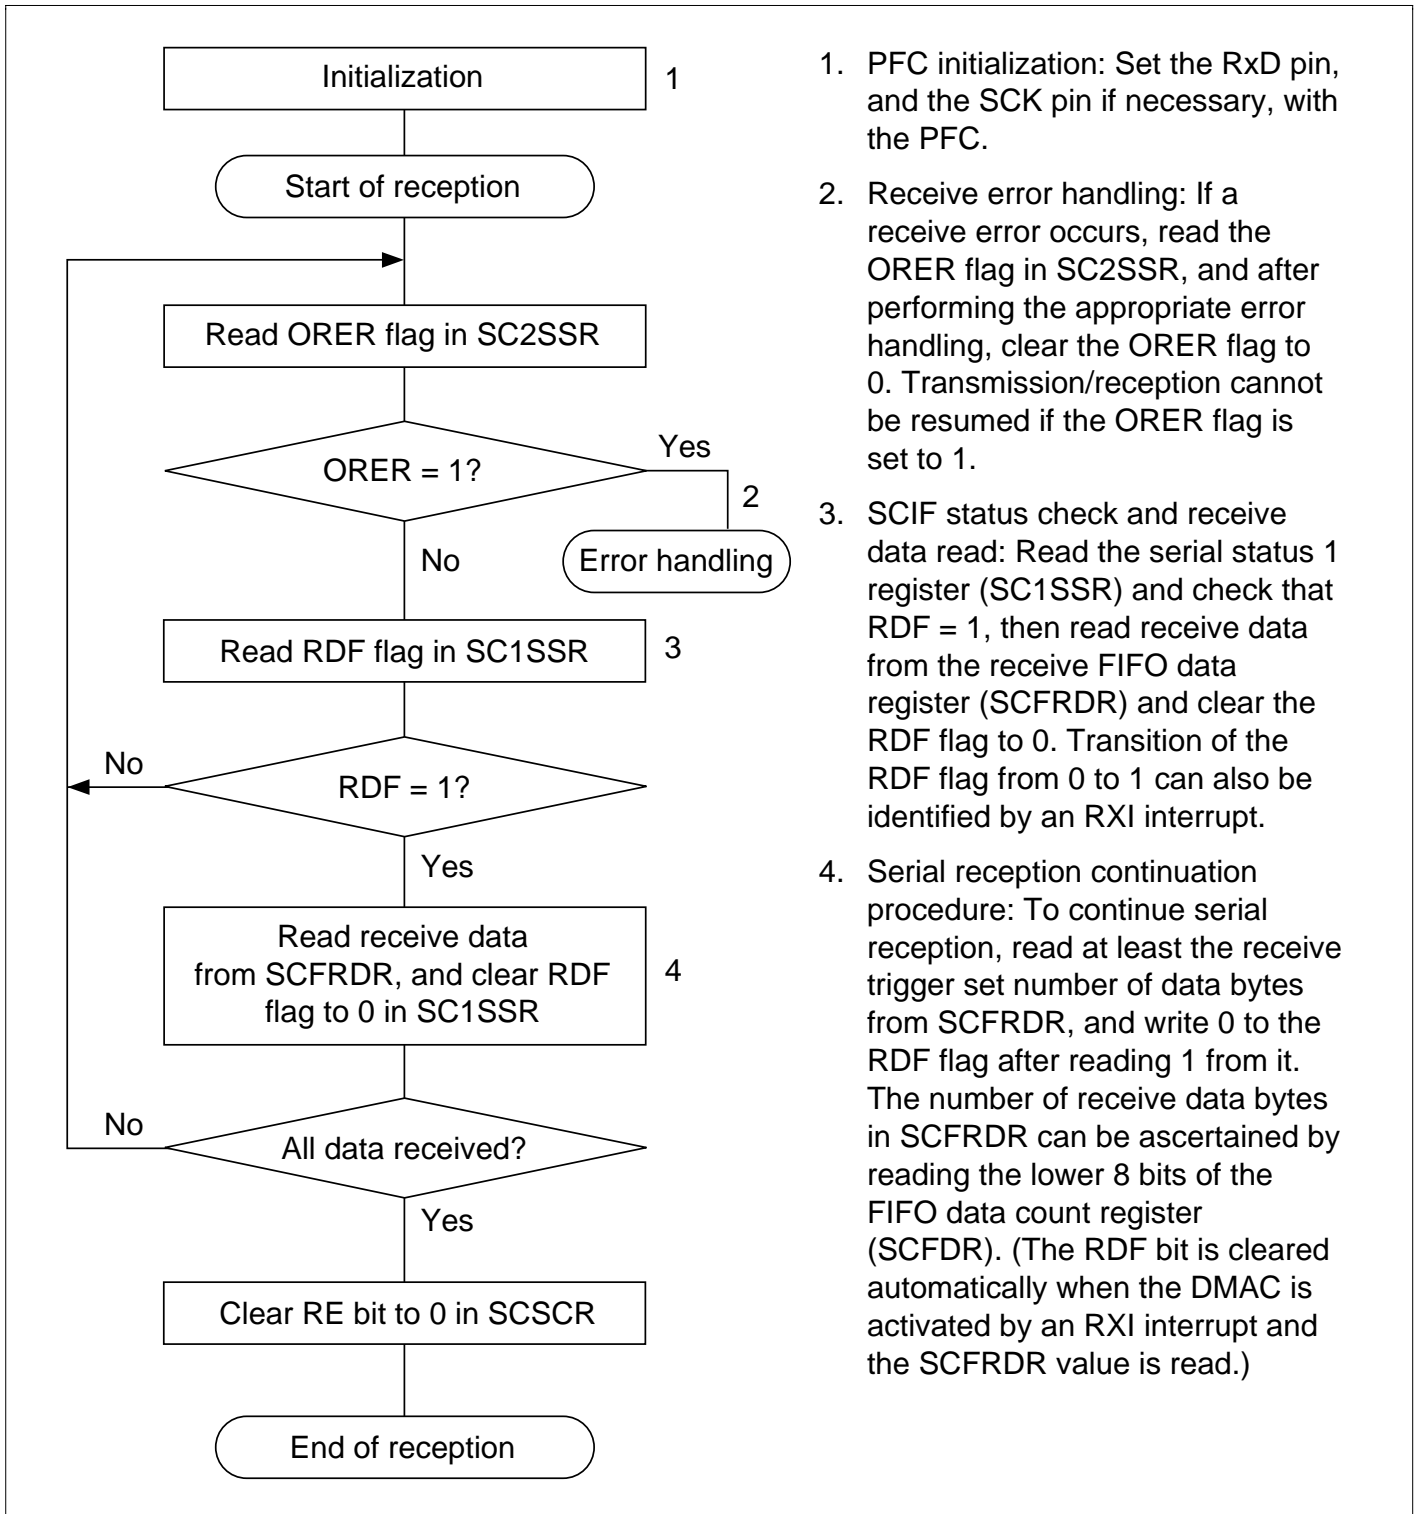 Initialization
1
Start of reception
Read ORER flag in SC2SSR
ORER = 1?
Yes
2
Error handling
No
Read RDF flag in SC1SSR
3
RDF = 1?
No
Yes
Read receive data
from SCFRDR, and clear RDF
flag to 0 in SC1SSR
4
All data received?
No
Yes
Clear RE bit to 0 in SCSCR
End of reception
1. PFC initialization: Set the RxD pin,
and the SCK pin if necessary, with
the PFC.
2. Receive error handling: If a
receive error occurs, read the
ORER flag in SC2SSR, and after
performing the appropriate error
handling, clear the ORER flag to
0. Transmission/reception cannot
be resumed if the ORER flag is
set to 1.
3. SCIF status check and receive
data read: Read the serial status 1
register (SC1SSR) and check that
RDF = 1, then read receive data
from the receive FIFO data
register (SCFRDR) and clear the
RDF flag to 0. Transition of the
RDF flag from 0 to 1 can also be
identified by an RXI interrupt.
4. Serial reception continuation
procedure: To continue serial
reception, read at least the receive
trigger set number of data bytes
from SCFRDR, and write 0 to the
RDF flag after reading 1 from it.
The number of receive data bytes
in SCFRDR can be ascertained by
reading the lower 8 bits of the
FIFO data count register
(SCFDR). (The RDF bit is cleared
automatically when the DMAC is
activated by an RXI interrupt and
the SCFRDR value is read.)